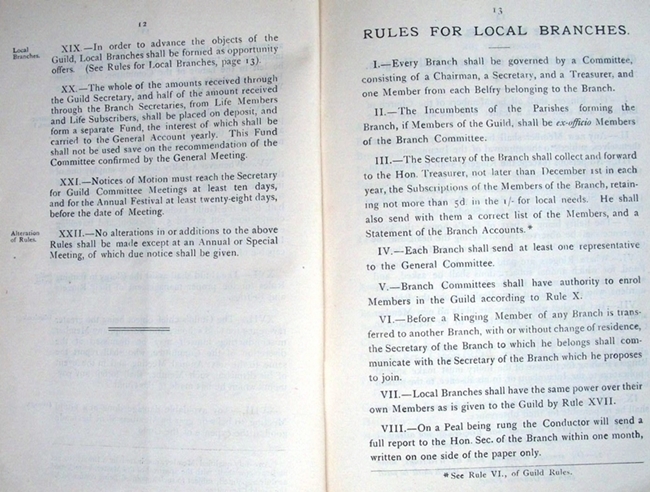 12
Local
Branches.
XIX.—In order to advance the objects of the
Guild, Local Branches shall be formed as opportunity
offers. (See Rules for Local Branches, page 13).
XX.—The whole of the amounts received through
the Guild Secretary, and half of the amount received
through the Branch Secretaries, from Life Members
and Life Subscribers, shall be placed on deposit, and
form a separate Fund, the interest of which shall be
carried to the General Account yearly. This Fund
shall not be used save on the recommendation of the
Committee confirmed by the General Meeting.
XXI.—Notices of Motion must reach the Secretary
for Guild Committee Meetings at least ten days,
and for the Annual Festival at least twenty-eight days,
before the date of Meeting.
Alteration
of Rules.
XXII.—No alterations in or additions to the above
Rules shall be made except at an Annual or Special
Meeting, of which due notice shall be given.
13
RULES FOR LOCAL BRANCHES.
I.—Every Branch shall be governed by a Committee,
consisting of a Chairman, a Secretary, and a Treasurer, and
one Member from each Belfry belonging to the Branch.
II.—The Incumbents of the Parishes forming the
Branch, if Members of the Guild, shall be ex-officio Members
of the Branch Committee.
III.—The Secretary of the Branch shall collect and forward
to the Hon. Treasurer, not later than December 1st in each
year, the Subscriptions of the Members of the Branch, retain-
ing not more than 5d in the 1/- for local needs. He shall
also send with them a correct list of the Members, and a
Statement of the Branch Accounts.*
IV.—Each Branch shall send at least one representative
to the General Committee.
V.—Branch Committees shall have authority to enrol
Members in the Guild according to Rule X.
VI.—Before a Ringing Member of any Branch is trans-
ferred to another Branch, with or without change of residence,
the Secretary of the Branch to which he belongs shall com-
municate with the Secretary of the Branch which he proposes
to join.
VII.—Local Branches shall have the same power over their
own Members as is given to the Guild by Rule XVII.
VIII.—On a Peal being rung the Conductor will send a
full report to the Hon. Sec. of the Branch within one month,
written on one side of the paper only.
*See Rule VI., of Guild Rules.